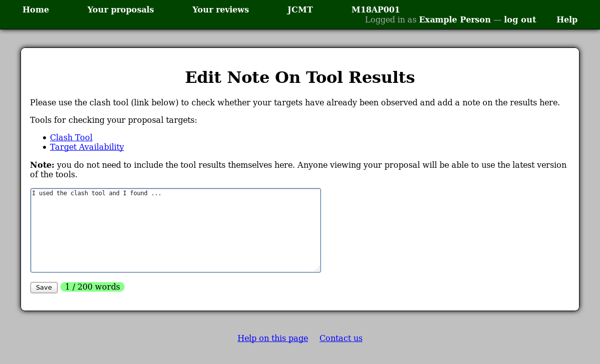 Home Your proposals Your reviews JCMT M18AP001
Logged in as Example Person — log out Help
Edit Note On Tool Results
Please use the clash tool (link below) to check whether your targets have already been observed and add a note on the results here.
Tools for checking your proposal targets:
• Clash Tool
• Target Availability
Note: you do not need to include the tool results themselves here. Anyone viewing your proposal will be able to use the latest version
of the tools.
I used the clash tool and I found ...
Save 1 / 200 words
Help on this page Contact us